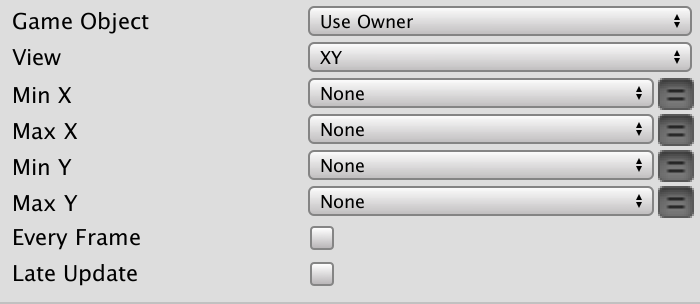 Game Object Use Owner
View XY
Min X None
Max X None
Min Y None
Max Y None
Every Frame
Late Update